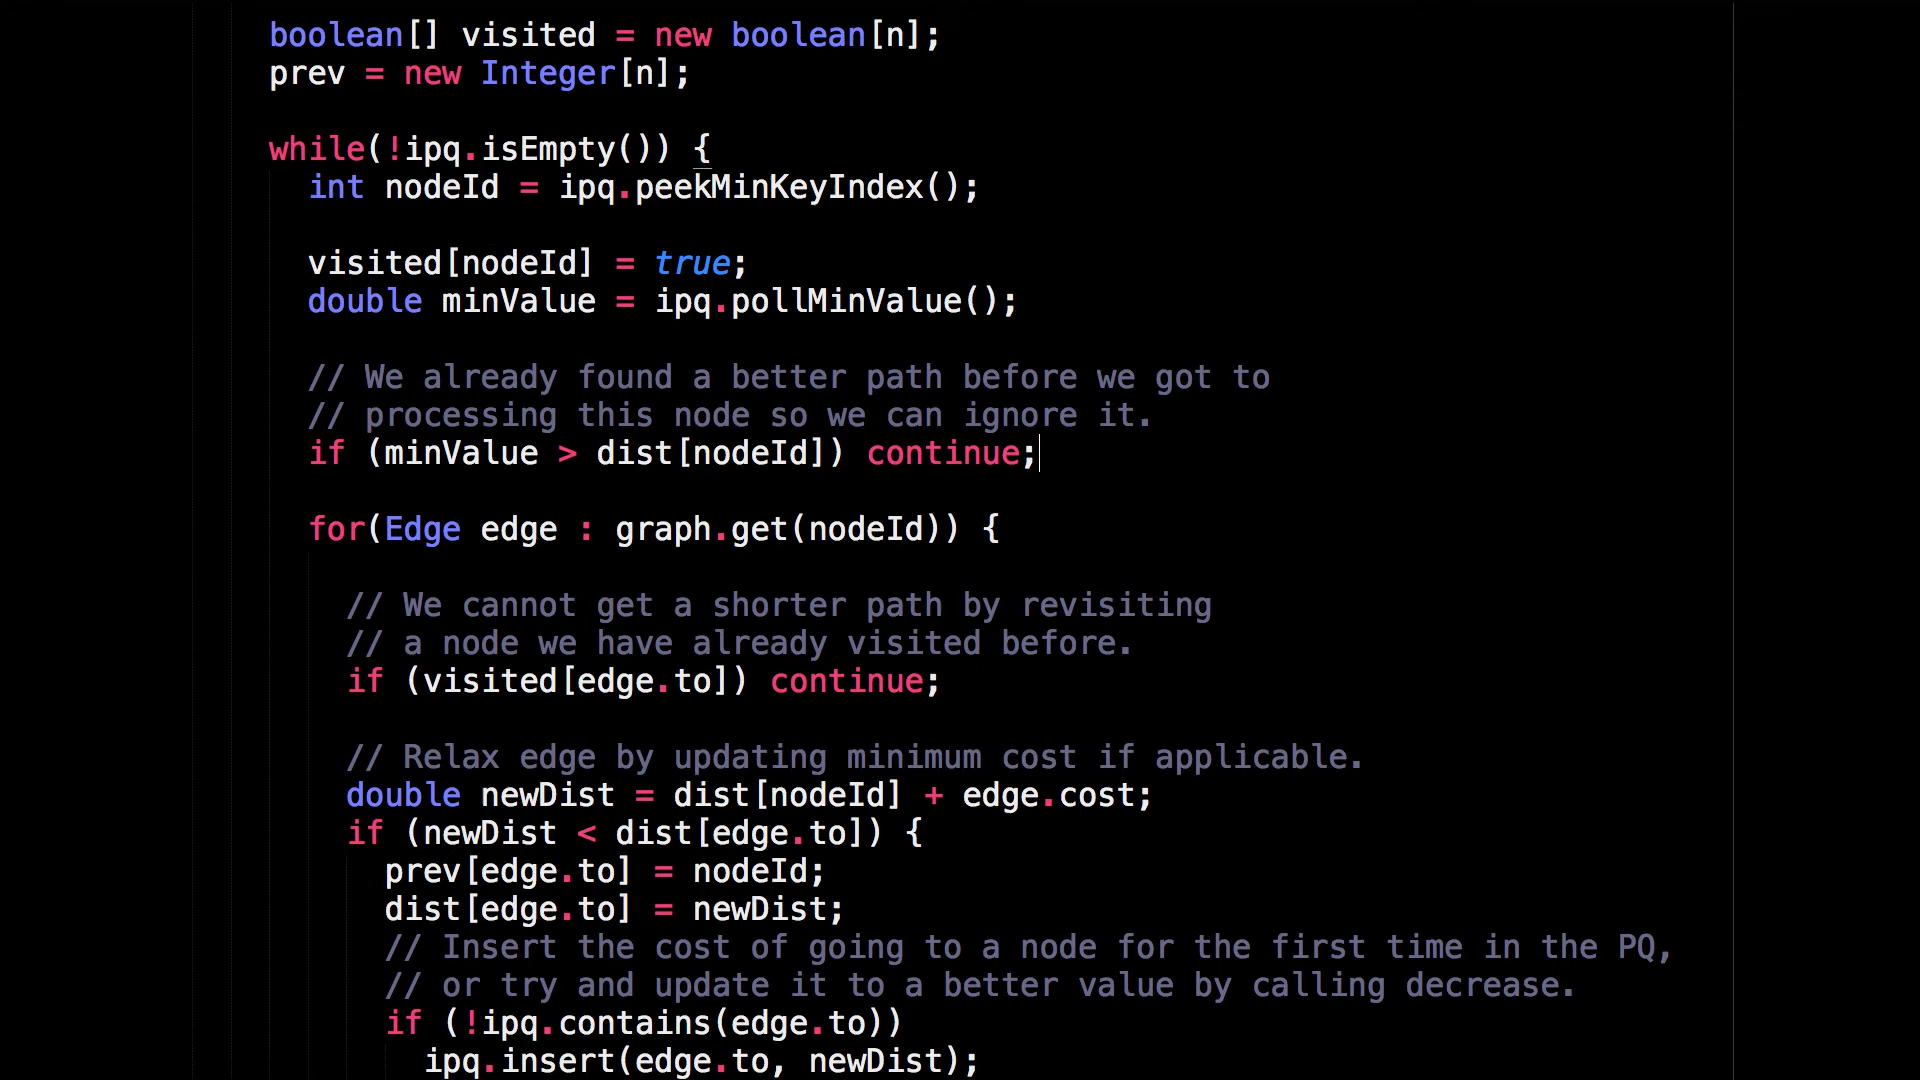 boolean[] visited = new boolean[n];
prev = new Integer[n];
while(!ipq.isEmpty()) {
int nodeId = ipq.peekMinKeyIndex();
visited[nodeId] = true;
double minValue = ipq.pollMinValue();
// We already found a better path before we got to
// processing this node so we can ignore it.
if (minValue > dist[nodeId]) continue;
for(Edge edge : graph.get(nodeId)) {
// We cannot get a shorter path by revisiting
// a node we have already visited before.
if (visited[edge.to]) continue;
// Relax edge by updating minimum cost if applicable.
double newDist = dist[nodeId] + edge.cost;
if (newDist < dist[edge.to]) {
prev[edge.to] = nodeId;
dist[edge.to] = newDist;
// Insert the cost of going to a node for the first time in the PQ,
// or try and update it to a better value by calling decrease.
if (!ipq.contains(edge.to))
ipq.insert(edge.to, newDist);